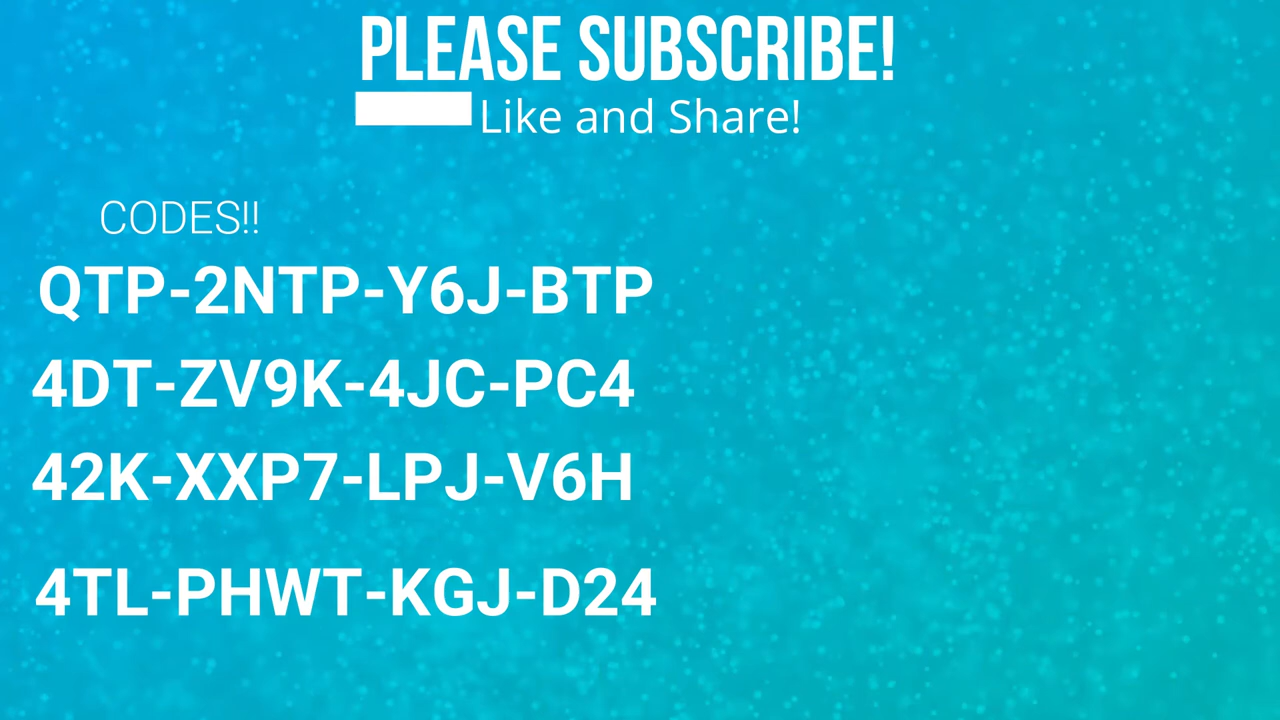 PLEASE SUBSCRIBE!
Like and Share!
CODES!!
QTP-2NTP-Y6J-BTP
4DT-ZV9K-4JC-PC4
42K-XXP7-LPJ-V6H
4TL-PHWT-KGJ-D24